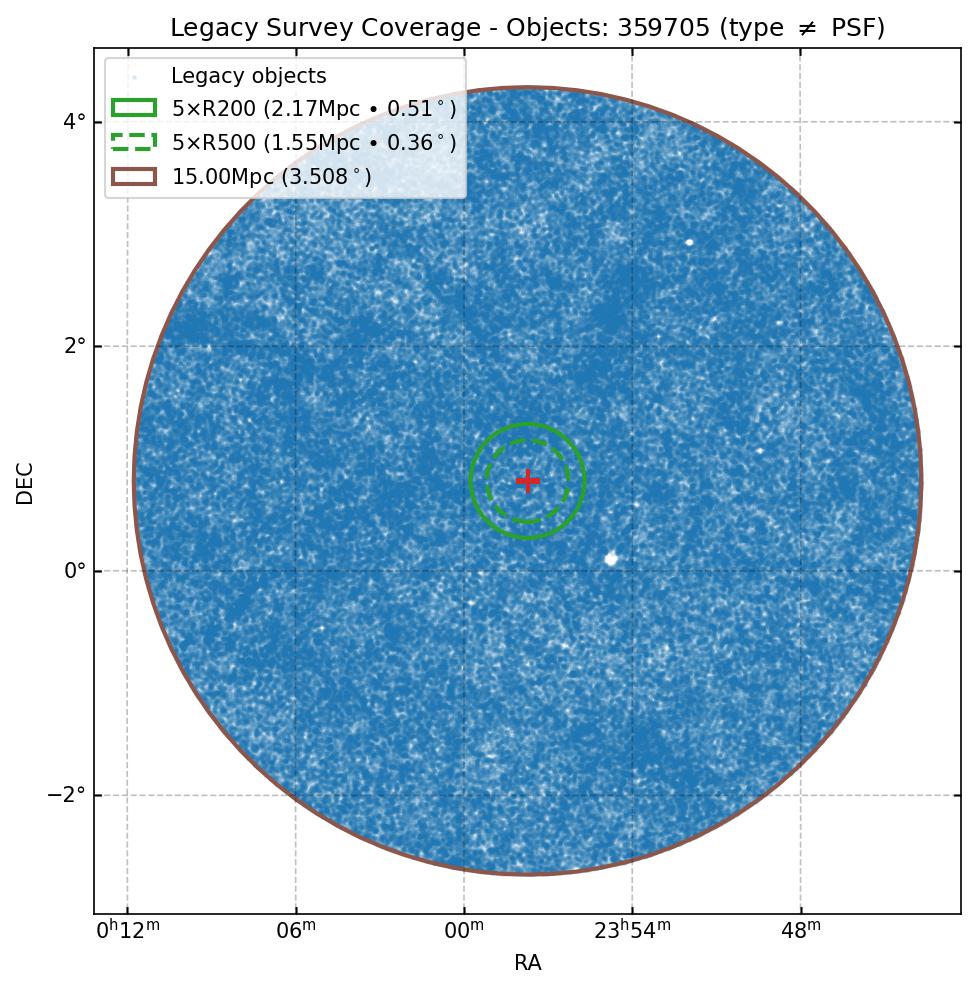 Legacy Survey Coverage - Objects: 359705 (type ≠ PSF)
Legacy objects
5×R200 (2.17Mpc • 0.51°)
5×R500 (1.55Mpc • 0.36°)
15.00Mpc (3.508°)
4°
2°
0°
−2°
DEC
0ʰ12ᵐ 06ᵐ 00ᵐ 23ʰ54ᵐ 48ᵐ
RA